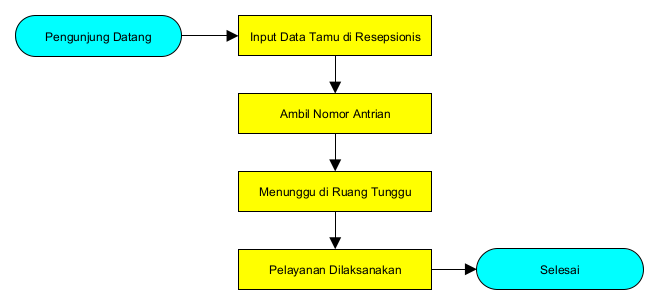 Pengunjung Datang
Input Data Tamu di Resepsionis
Ambil Nomor Antrian
Menunggu di Ruang Tunggu
Pelayanan Dilaksanakan
Selesai